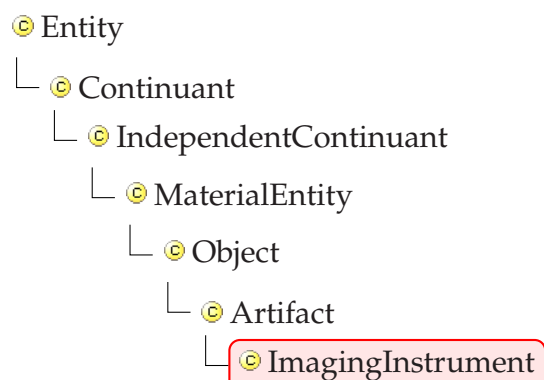 C Entity
C Continuant
C IndependentContinuant
C MaterialEntity
C Object
C Artifact
C ImagingInstrument